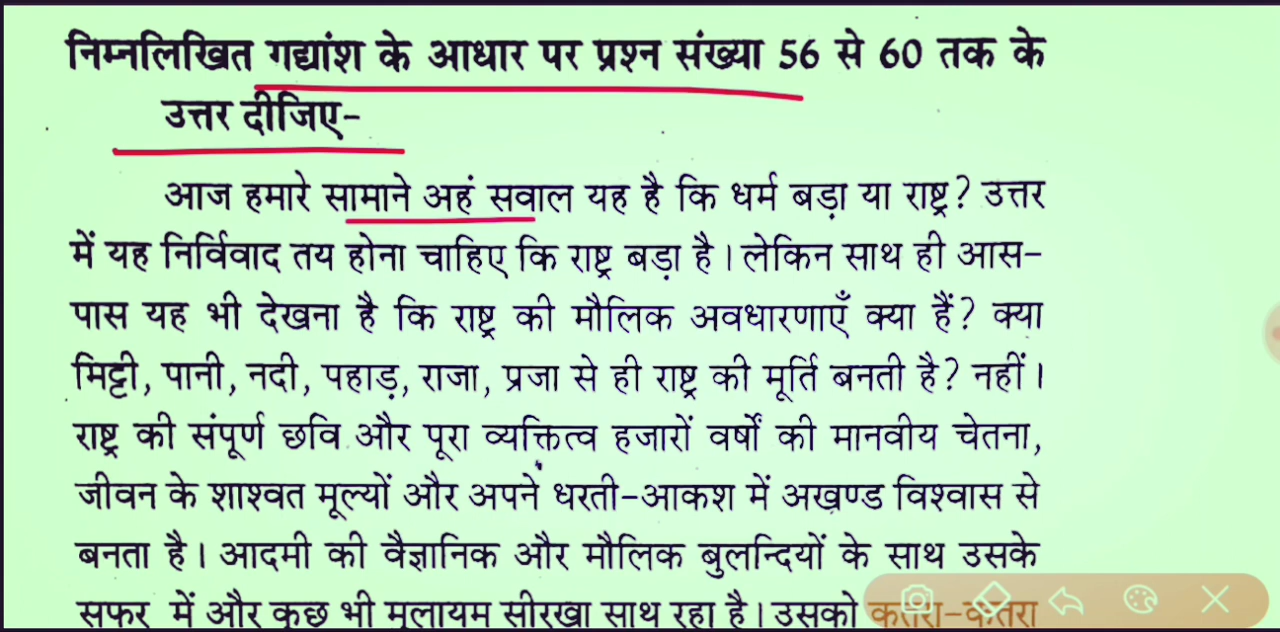 निम्नलिखित गद्यांश के आधार पर प्रश्न संख्या 56 से 60 तक के
उत्तर दीजिए-
आज हमारे सामाने अहं सवाल यह है कि धर्म बड़ा या राष्ट्र? उत्तर
में यह निर्विवाद तय होना चाहिए कि राष्ट्र बड़ा है। लेकिन साथ ही आस-
पास यह भी देखना है कि राष्ट्र की मौलिक अवधारणाएँ क्या हैं? क्या
मिट्टी, पानी, नदी, पहाड़, राजा, प्रजा से ही राष्ट्र की मूर्ति बनती है? नहीं।
राष्ट्र की संपूर्ण छवि और पूरा व्यक्तित्व हजारों वर्षों की मानवीय चेतना,
जीवन के शाश्वत मूल्यों और अपने धरती-आकश में अखण्ड विश्वास से
बनता है। आदमी की वैज्ञानिक और मौलिक बुलन्दियों के साथ उसके
सफर में और कुछ भी मुलायम सीरखा साथ रहा है। उसको कतरा-कतरा